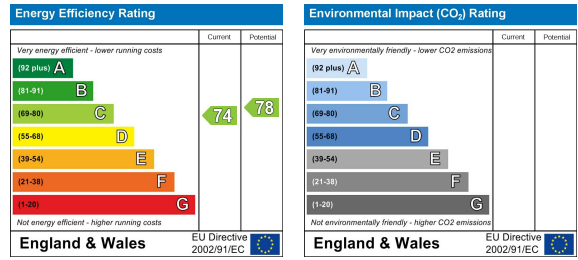 Energy Efficiency Rating
Current Potential
Very energy efficient - lower running costs
(92 plus) A
(81-91) B
(69-80) C
74
78
(55-68) D
(39-54) E
(21-38) F
(1-20) G
Not energy efficient - higher running costs
England & Wales
EU Directive
2002/91/EC
Environmental Impact (CO₂) Rating
Current Potential
Very environmentally friendly - lower CO2 emissions
(92 plus) A
(81-91) B
(69-80) C
(55-68) D
(39-54) E
(21-38) F
(1-20) G
Not environmentally friendly - higher CO2 emissions
England & Wales
EU Directive
2002/91/EC